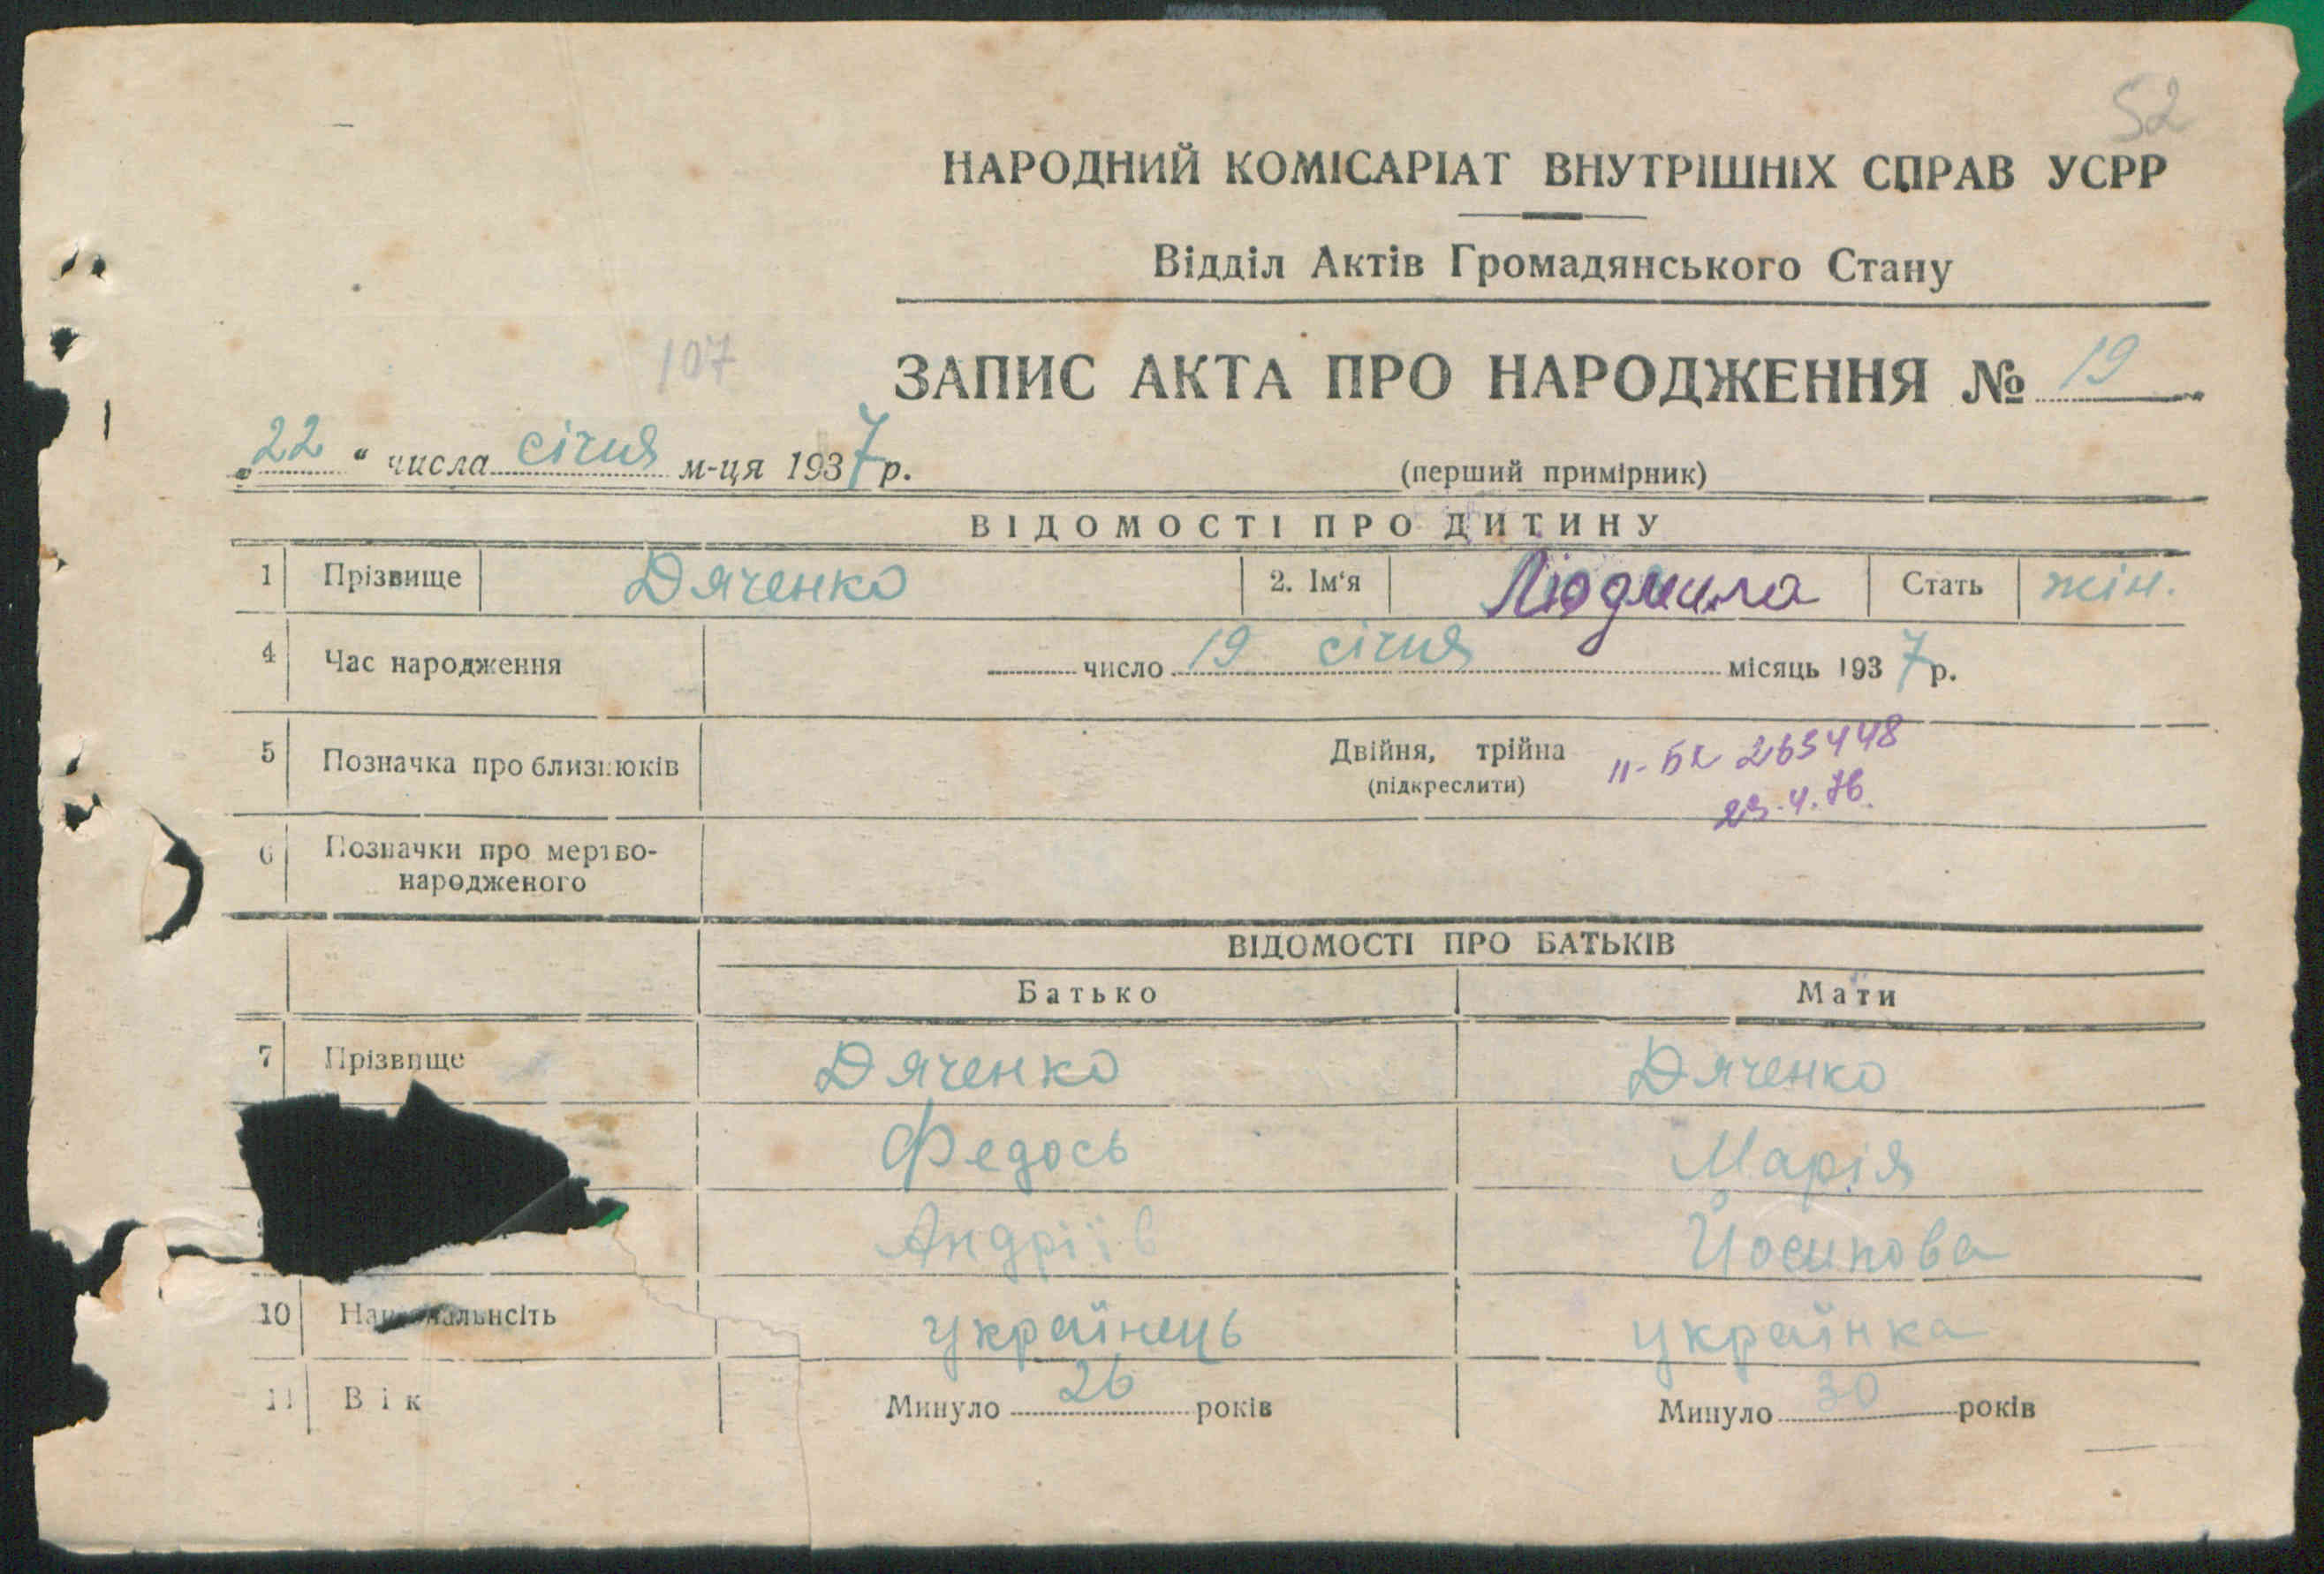 52
НАРОДНИЙ КОМІСАРІАТ ВНУТРІШНІХ СПРАВ УСРР
Відділ Актів Громадянського Стану
107
ЗАПИС АКТА ПРО НАРОДЖЕННЯ № 19
„22“ числа січня м-ця 1937 р.
(перший примірник)
ВІДОМОСТІ ПРО ДИТИНУ
1 Прізвище Дяченко 2. Ім‘я Людмила Стать жін.
4 Час народження число 19 січня місяць 1937 р.
5 Позначка про близнюків Двійня, трійна
(підкреслити)
II-БК 263448
23.4.76.
6 Позначки про мертво-
народженого
ВІДОМОСТІ ПРО БАТЬКІВ
Батько Мати
7 Прізвище Дяченко Дяченко
Федось Марія
Андріїв Йосипова
10 Національнсіть українець українка
11 Вік Минуло 26 років Минуло 30 років